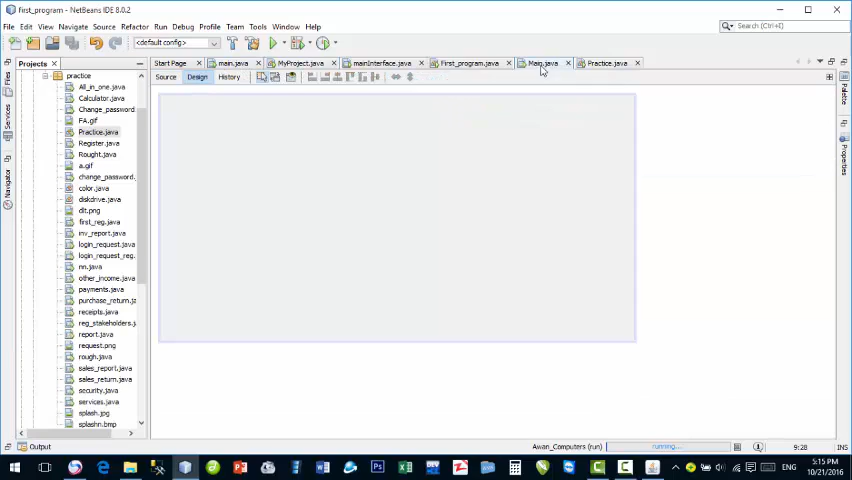 First_program - NetBeans IDE 8.0.2
File Edit View Navigate Source Refactor Run Debug Profile Team Tools Window Help
Search (Ctrl+I)
<default config>
Projects
Start Page
main.java
MyProject.java
mainInterface.java
First_program.java
Main.java
Practice.java
Source Design History
practice
All_in_one.java
Calculator.java
Change_password
FA.gif
Practice.java
Register.java
Rought.java
a.gif
change_password.
color.java
diskdrive.java
dlt.png
first_reg.java
inv_report.java
login_request.java
login_request_reg.
nn.java
other_income.java
payments.java
purchase_return.ja
receipts.java
reg_stakeholders.j
report.java
request.png
rough.java
sales_report.java
sales_return.java
security.java
services.java
splash.jpg
splashn.bmp
Files
Services
Navigator
Palette
Properties
Output
Awan_Computers (run)
running...
9:28
INS
ENG
5:15 PM
10/21/2016